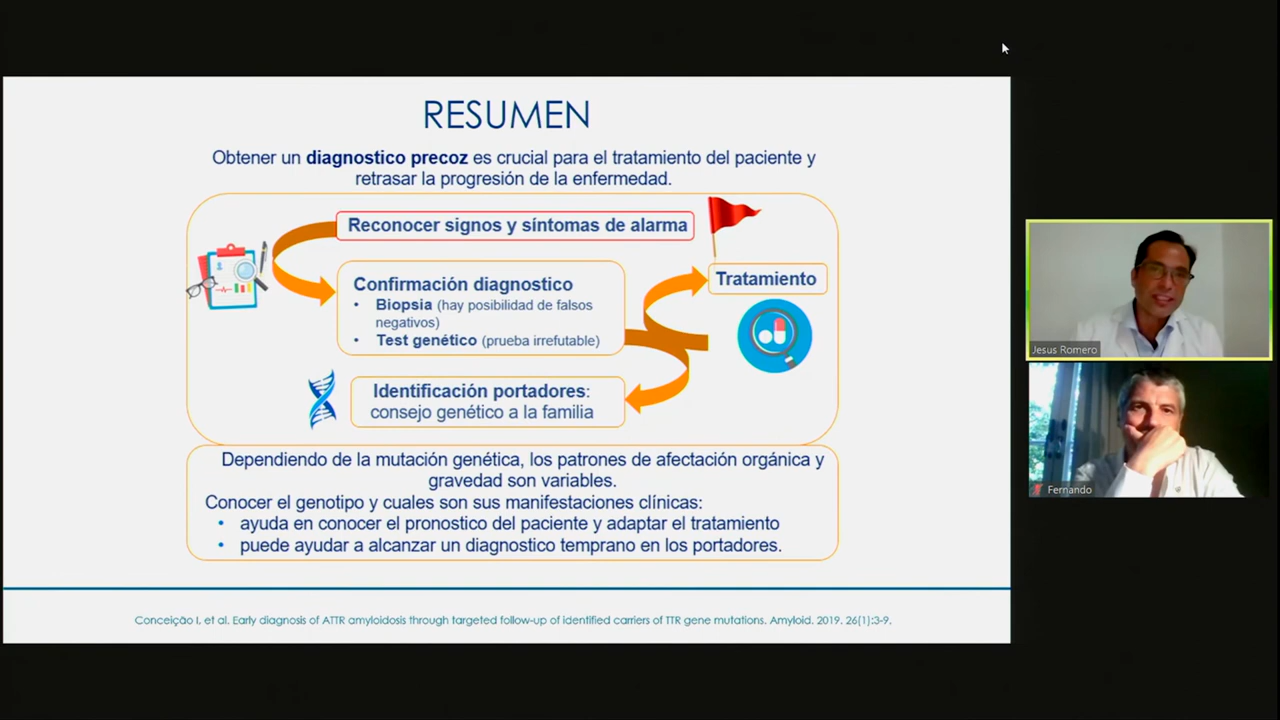 RESUMEN
Obtener un diagnostico precoz es crucial para el tratamiento del paciente y
retrasar la progresión de la enfermedad.
Reconocer signos y síntomas de alarma
Confirmación diagnostico
• Biopsia (hay posibilidad de falsos
negativos)
• Test genético (prueba irrefutable)
Tratamiento
Identificación portadores:
consejo genético a la familia
Dependiendo de la mutación genética, los patrones de afectación orgánica y
gravedad son variables.
Conocer el genotipo y cuales son sus manifestaciones clínicas:
• ayuda en conocer el pronostico del paciente y adaptar el tratamiento
• puede ayudar a alcanzar un diagnostico temprano en los portadores.
Conceição I, et al. Early diagnosis of ATTR amyloidosis through targeted follow-up of identified carriers of TTR gene mutations. Amyloid. 2019. 26(1):3-9.
Jesus Romero
Fernando